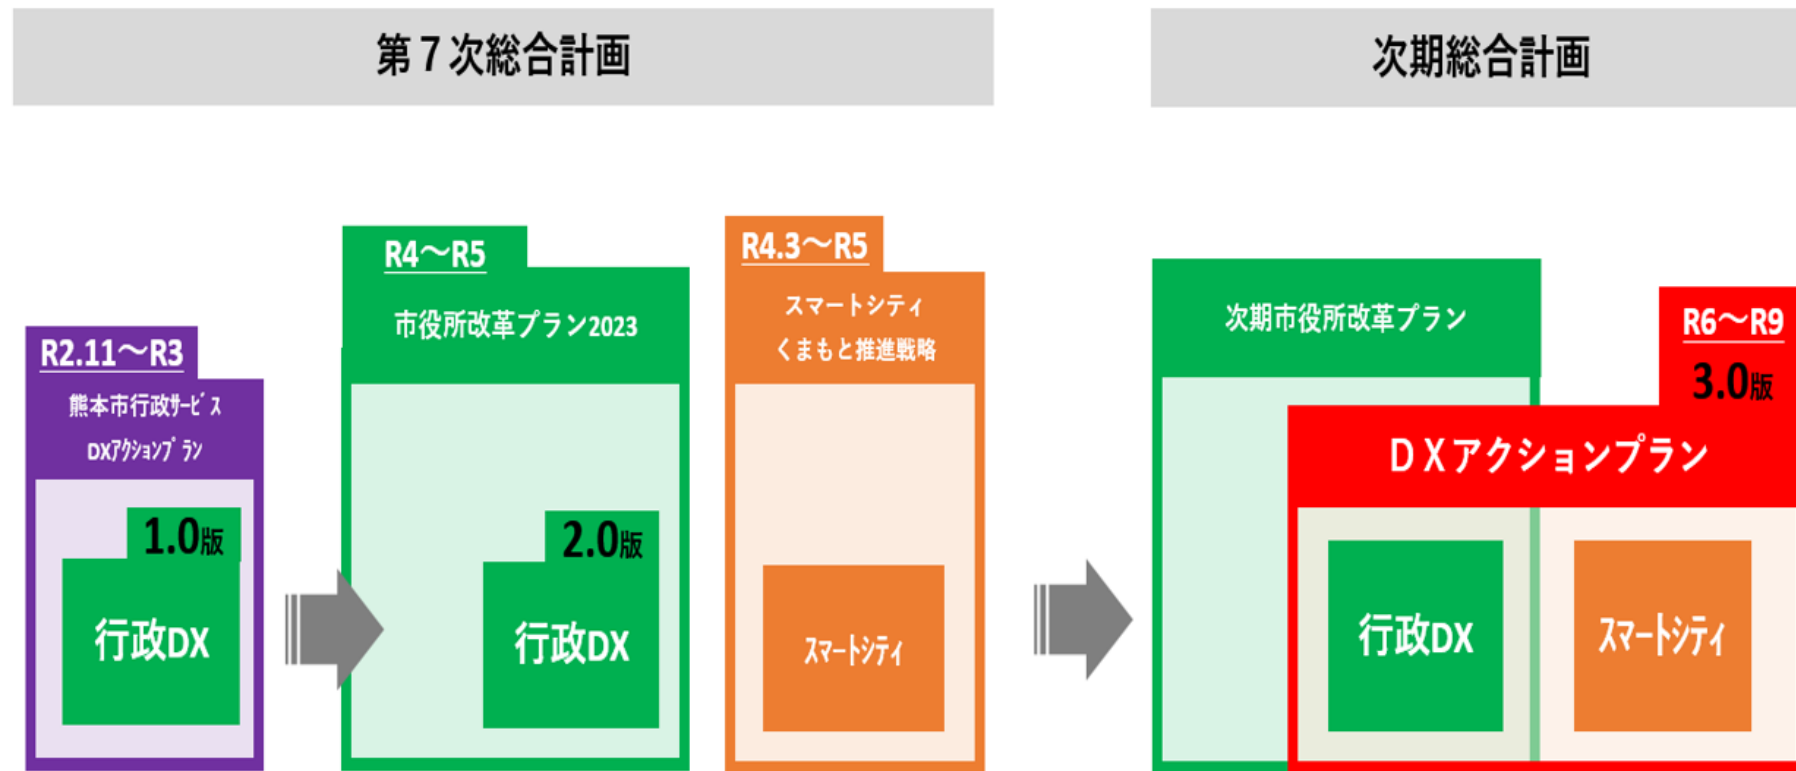 第７次総合計画
次期総合計画
R2.11～R3
熊本市行政ｻｰﾋﾞｽ
DXｱｸｼｮﾝﾌﾟﾗﾝ
1.0版
行政DX
R4～R5
市役所改革プラン2023
2.0版
行政DX
R4.3～R5
スマートシティ
くまもと推進戦略
ｽﾏｰﾄｼﾃｨ
次期市役所改革プラン
R6～R9
3.0版
ＤＸアクションプラン
行政DX
ｽﾏｰﾄｼﾃｨ